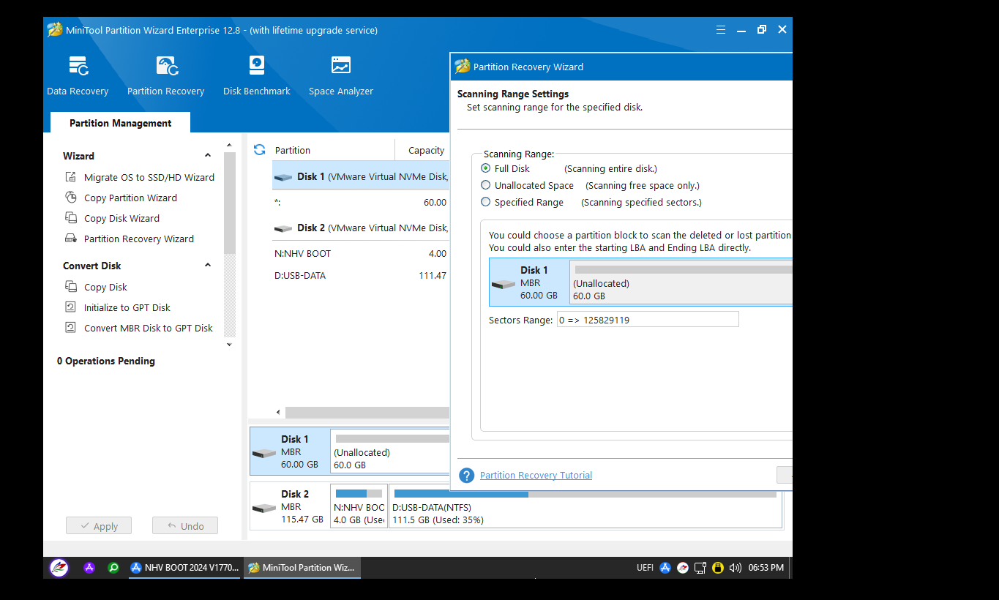 MiniTool Partition Wizard Enterprise 12.8 - (with lifetime upgrade service)
Data Recovery
Partition Recovery
Disk Benchmark
Space Analyzer
Partition Management
Wizard
Migrate OS to SSD/HD Wizard
Copy Partition Wizard
Copy Disk Wizard
Partition Recovery Wizard
Convert Disk
Copy Disk
Initialize to GPT Disk
Convert MBR Disk to GPT Disk
0 Operations Pending
Apply
Undo
Partition
Capacity
Disk 1 (VMware Virtual NVMe Disk,
*:
60.00
Disk 2 (VMware Virtual NVMe Disk,
N:NHV BOOT
4.00
D:USB-DATA
111.47
Disk 1
MBR
60.00 GB
(Unallocated)
60.0 GB
Disk 2
MBR
115.47 GB
N:NHV BOC
4.0 GB (Used
D:USB-DATA(NTFS)
111.5 GB (Used: 35%)
Partition Recovery Wizard
Scanning Range Settings
Set scanning range for the specified disk.
Scanning Range:
Full Disk (Scanning entire disk.)
Unallocated Space (Scanning free space only.)
Specified Range (Scanning specified sectors.)
You could choose a partition block to scan the deleted or lost partition
You could also enter the starting LBA and Ending LBA directly.
Disk 1
MBR
60.00 GB
(Unallocated)
60.0 GB
Sectors Range: 0 => 125829119
? Partition Recovery Tutorial
NHV BOOT 2024 V1770...
MiniTool Partition Wiz...
UEFI
06:53 PM